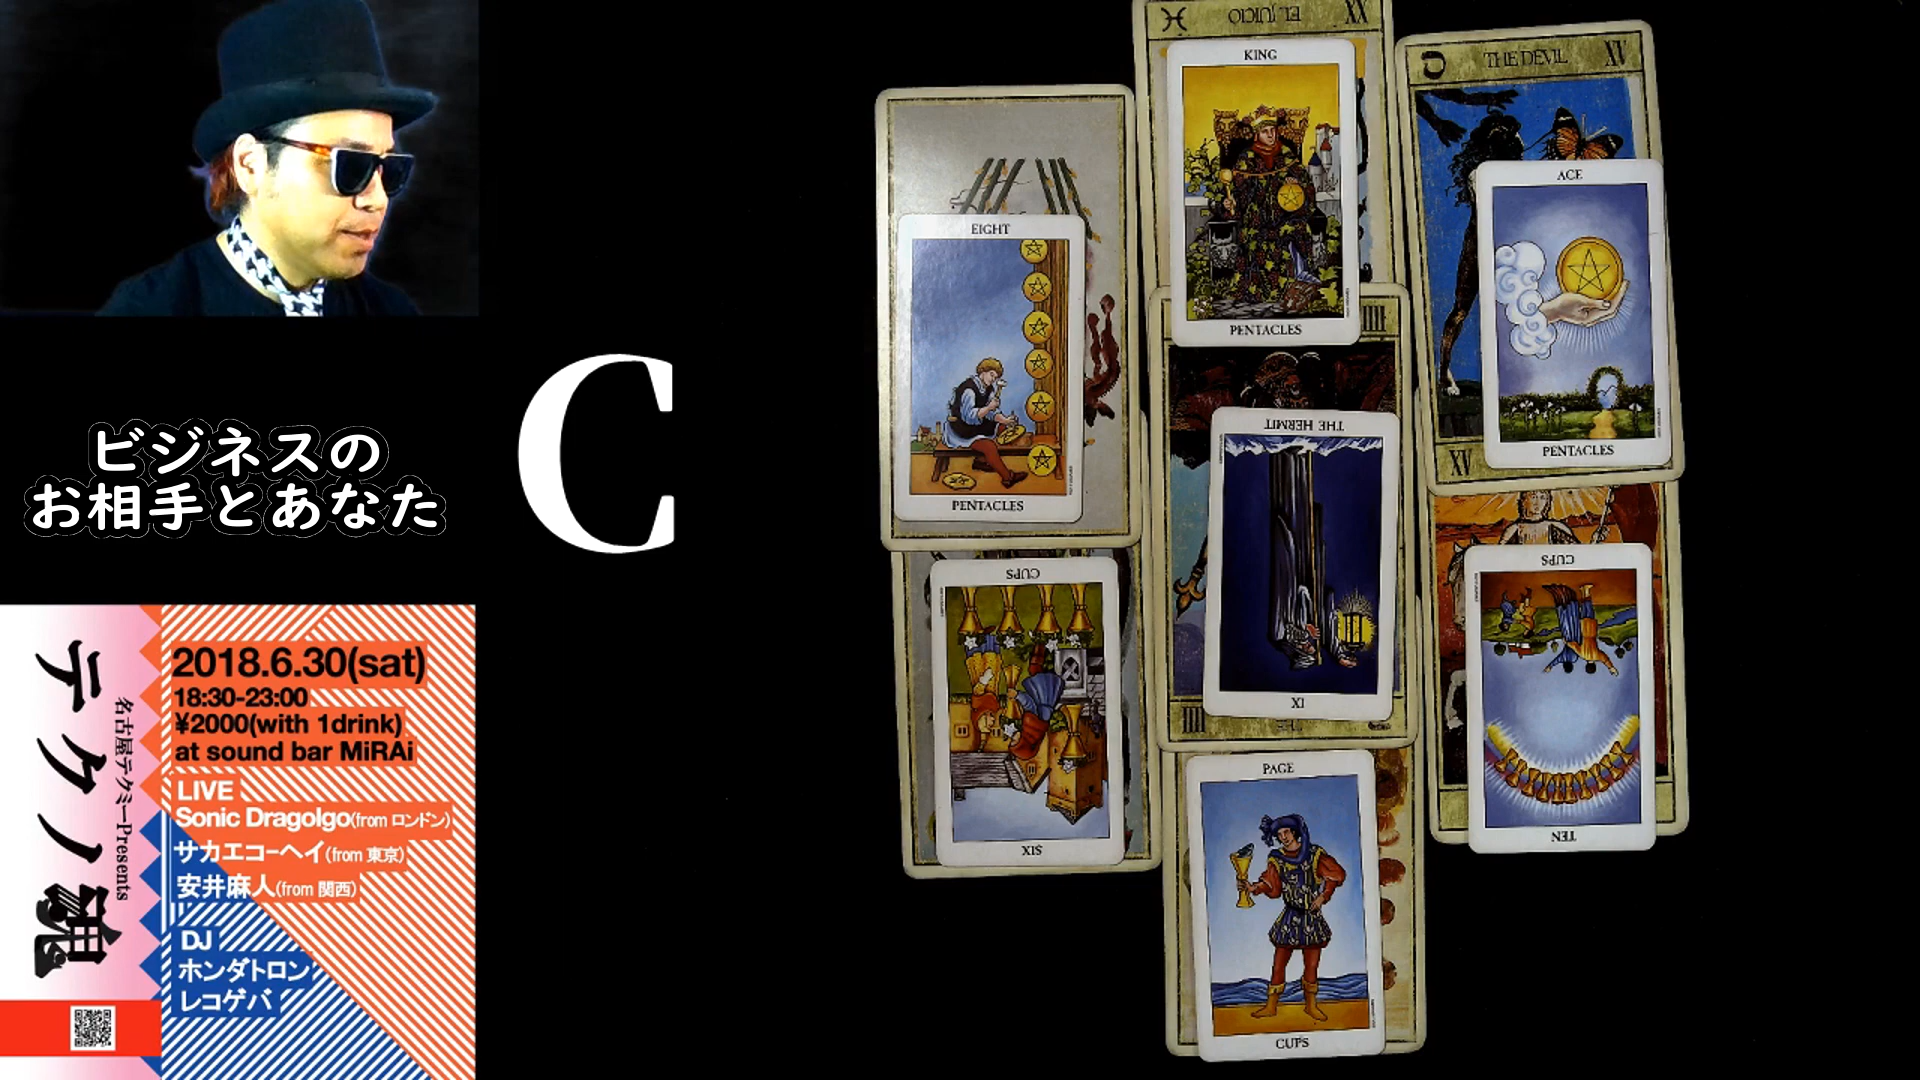 ビジネスの
お相手とあなた
C
テクノ魂
名古屋テクミーPresents
2018.6.30(sat)
18:30-23:00
¥2000(with 1drink)
at sound bar MiRAi
LIVE
Sonic Dragolgo(from ロンドン)
サカエコーヘイ(from 東京)
安井麻人(from 関西)
DJ
ホンダトロン
レコゲバ
EL JUICIO
XX
KING
PENTACLES
THE DEVIL
XV
ACE
PENTACLES
XV
EIGHT
PENTACLES
THE HERMIT
IX
CUPS
SIX
CUPS
TEN
PAGE
CUPS